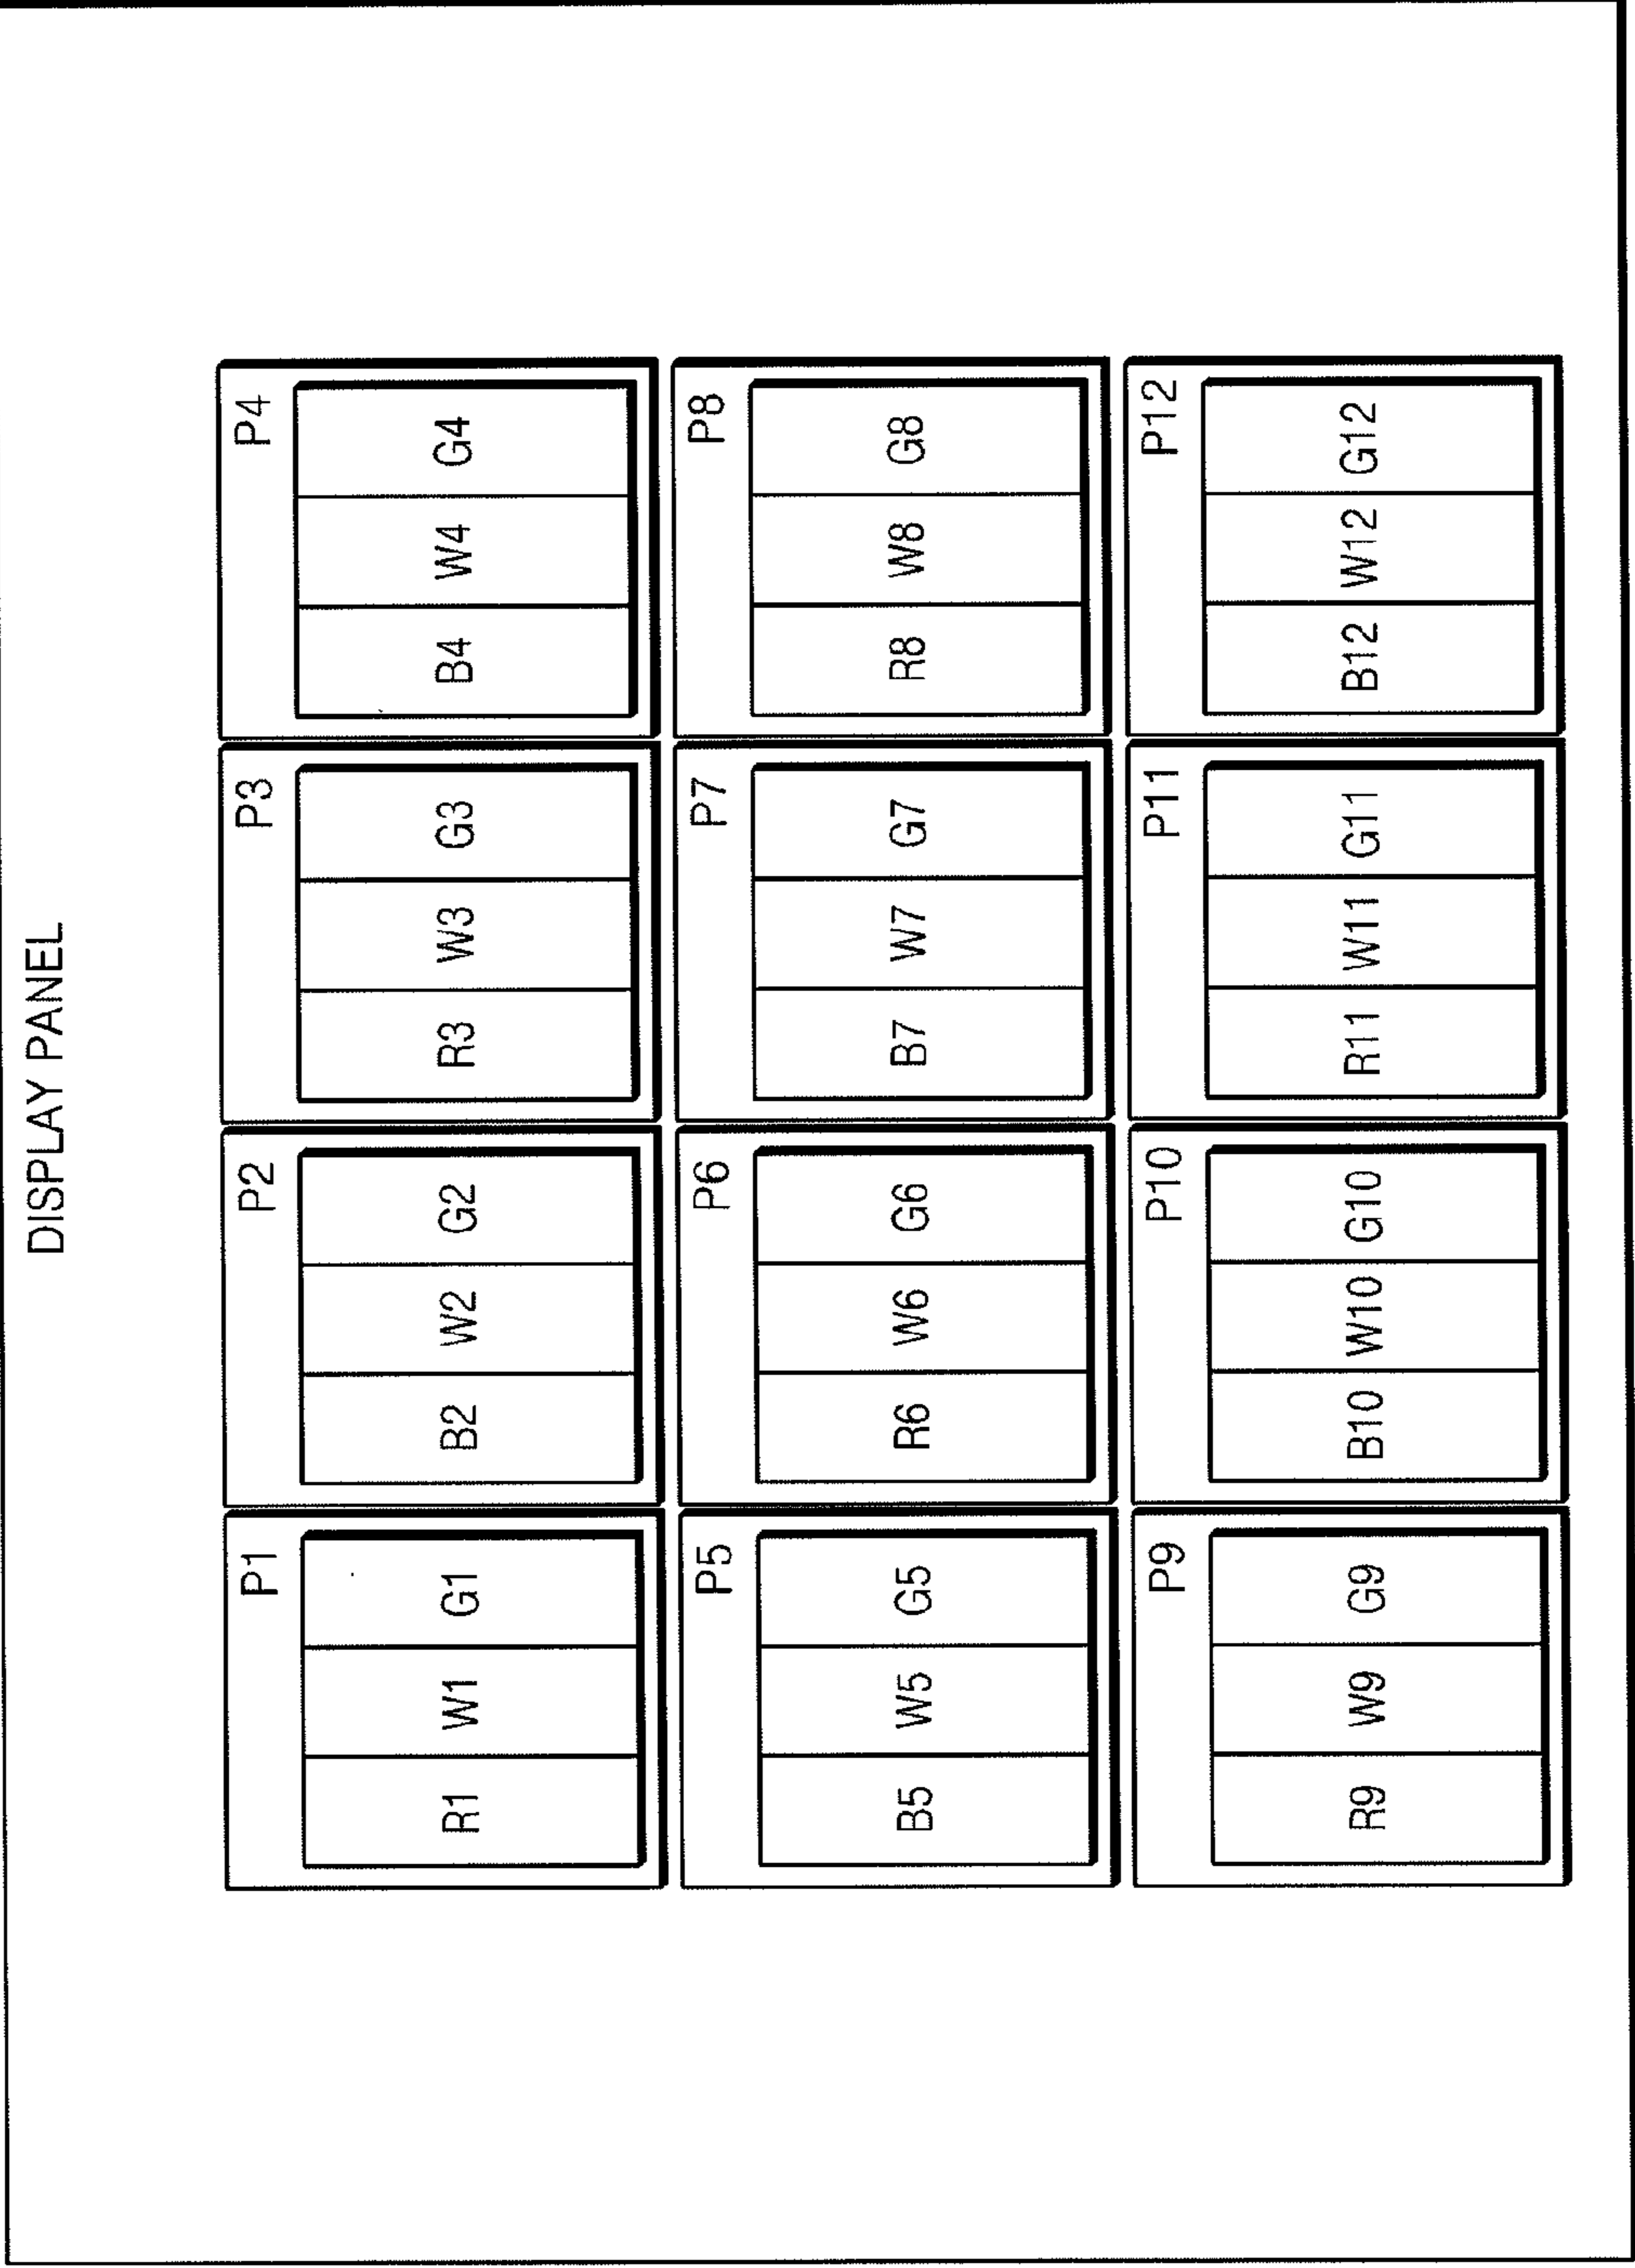 DISPLAY PANEL
P1 P2 P3 P4
R1 W1 G1 B2 W2 G2 R3 W3 G3 B4 W4 G4
P5 P6 P7 P8
B5 W5 G5 R6 W6 G6 B7 W7 G7 R8 W8 G8
P9 P10 P11 P12
R9 W9 G9 B10 W10 G10 R11 W11 G11 B12 W12 G12